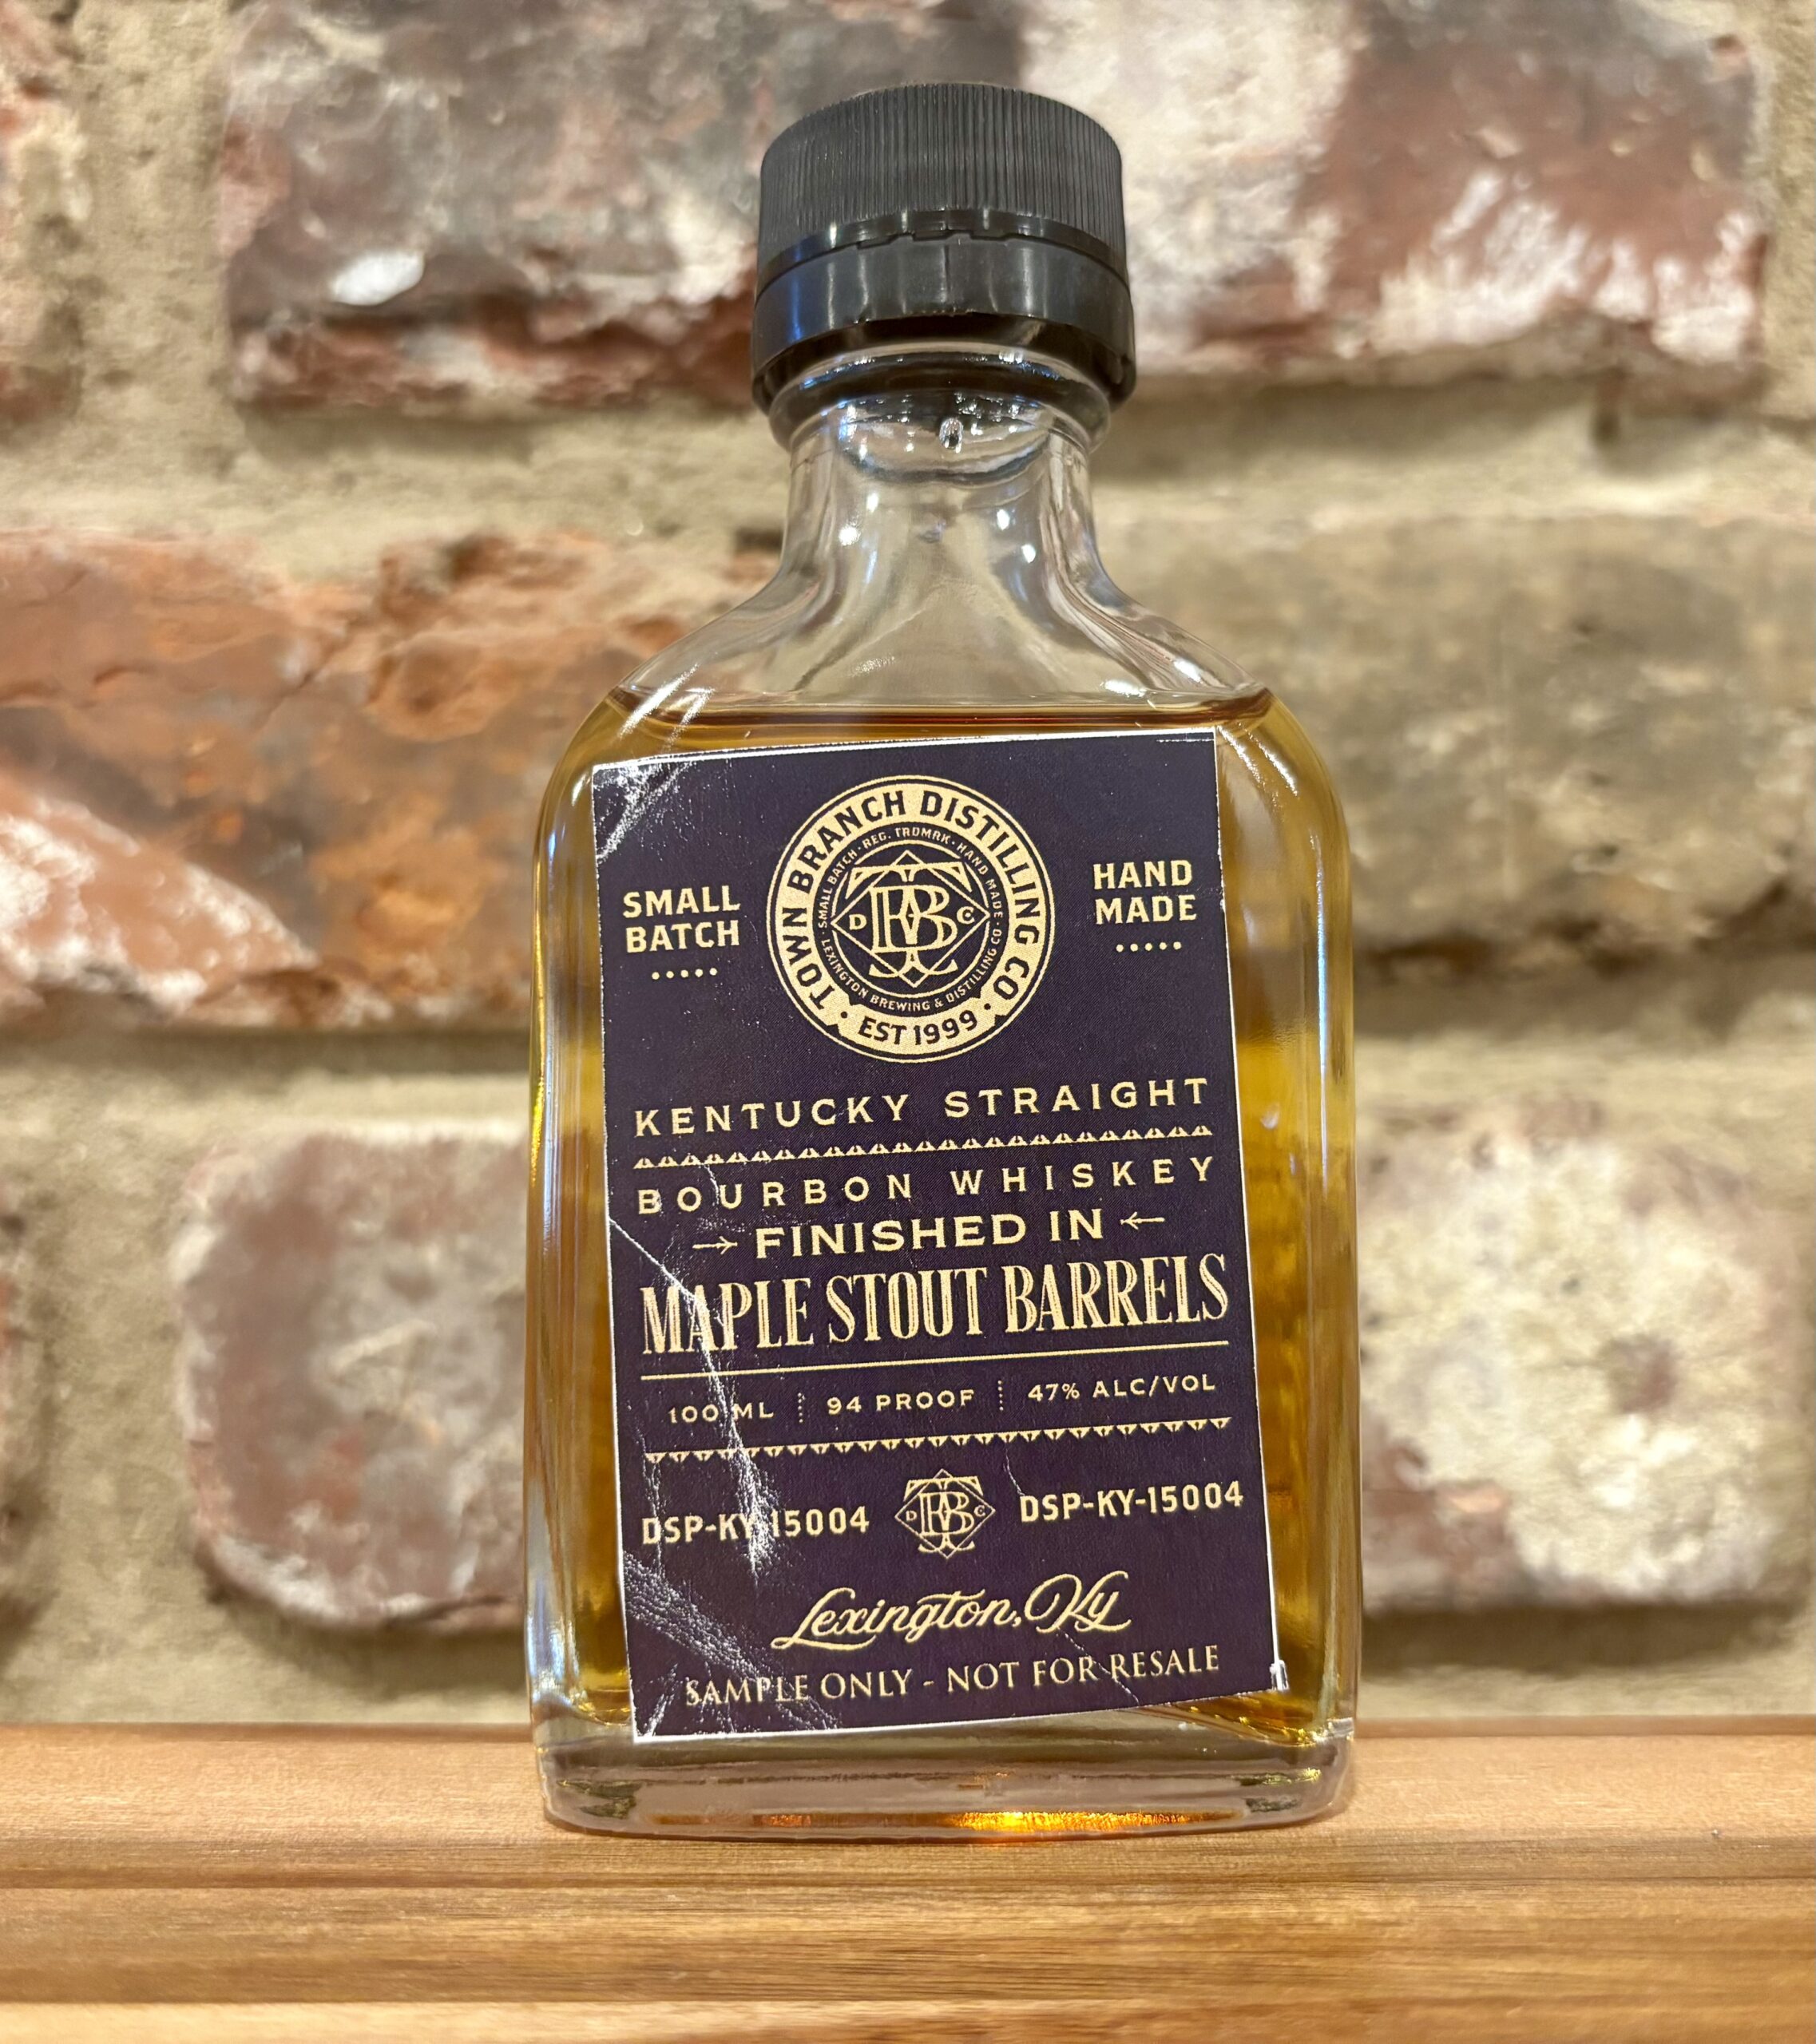 TOWN BRANCH DISTILLING CO
· EST 1999 ·
SMALL BATCH · REG. TRDMRK · HAND MADE ·
LEXINGTON BREWING & DISTILLING CO.
D TB C
SMALL
BATCH
HAND
MADE
KENTUCKY STRAIGHT
BOURBON WHISKEY
FINISHED IN
MAPLE STOUT BARRELS
100 ML 94 PROOF 47% ALC/VOL
DSP-KY-15004 D TB C DSP-KY-15004
Lexington, Ky
SAMPLE ONLY - NOT FOR RESALE